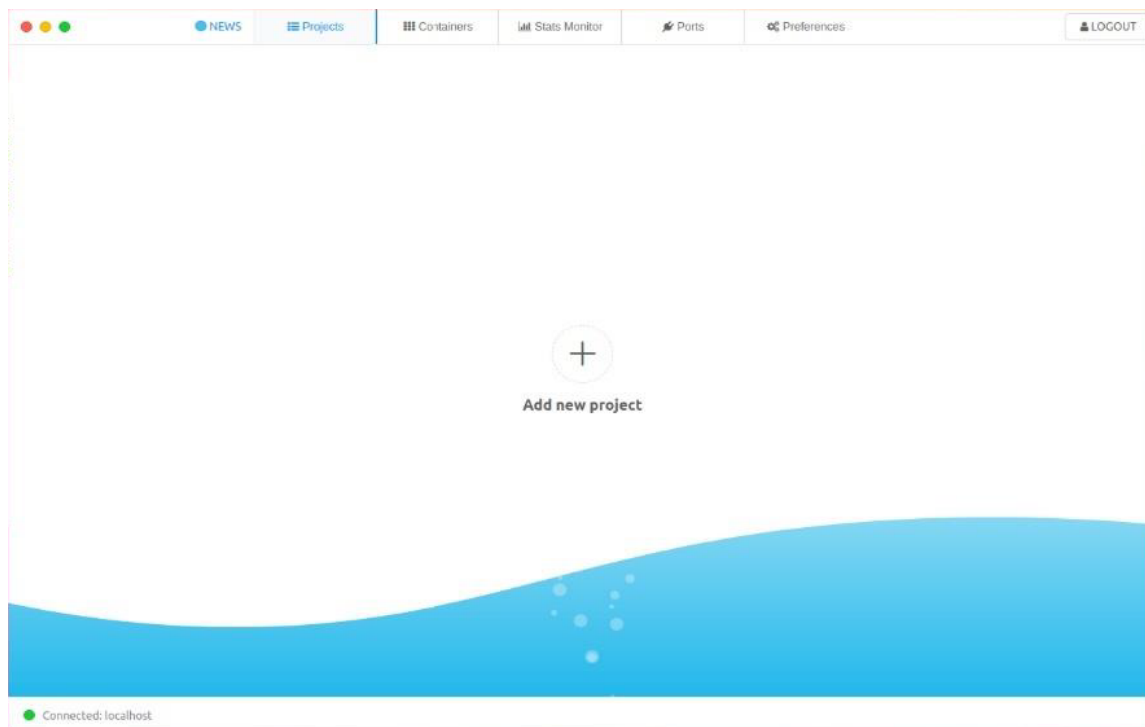 NEWS Projects Containers Stats Monitor Ports Preferences LOGOUT
Add new project
Connected: localhost